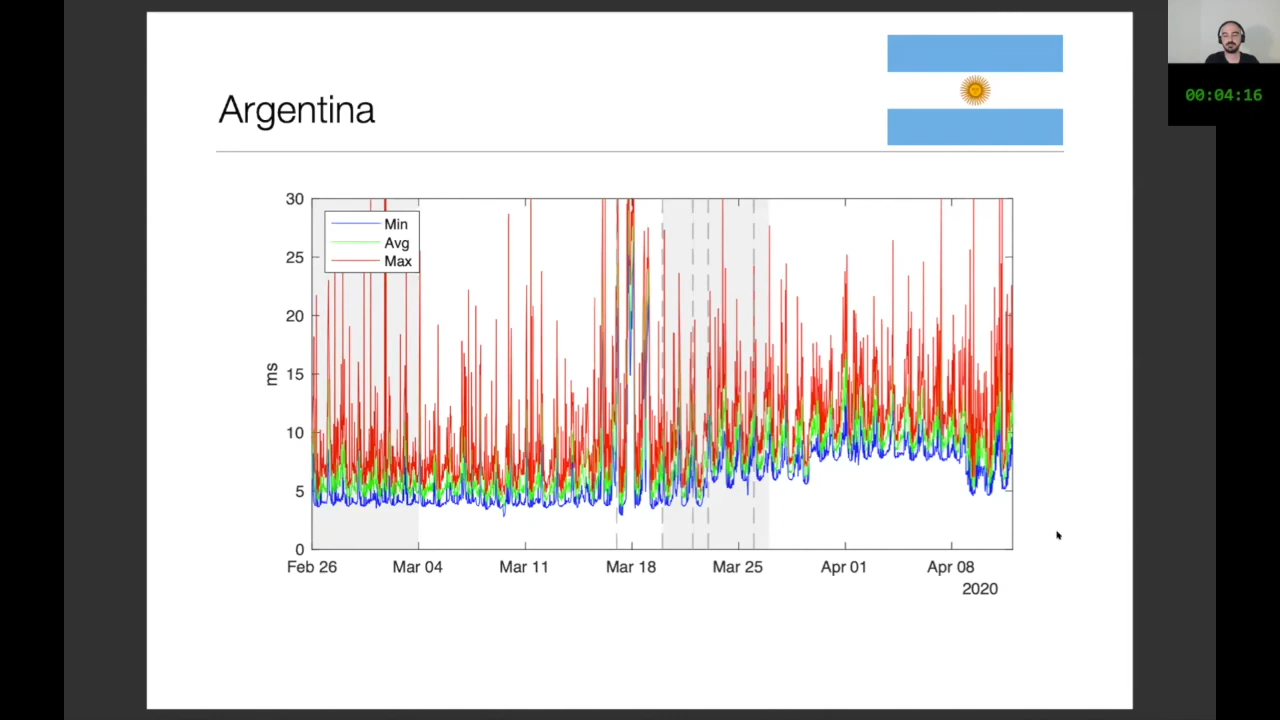 Argentina
00:04:16
30
25
20
15
10
5
0
ms
Min
Avg
Max
Feb 26
Mar 04
Mar 11
Mar 18
Mar 25
Apr 01
Apr 08
2020